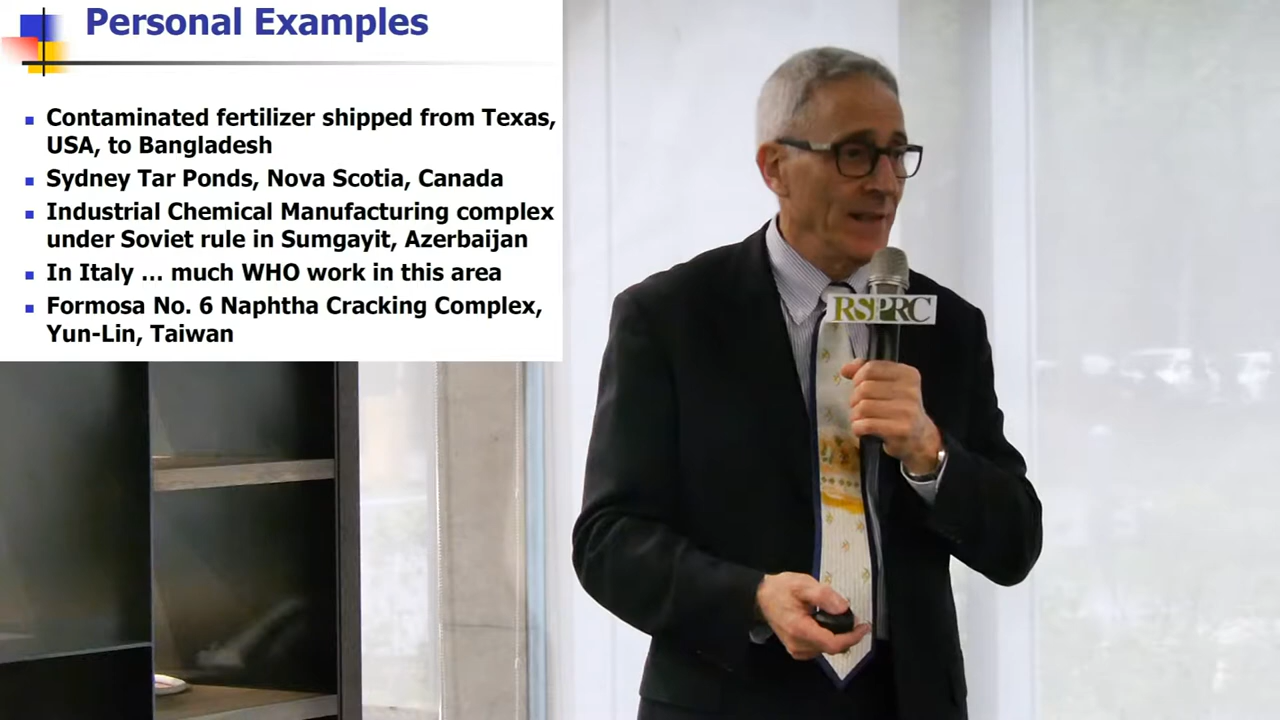 Personal Examples
Contaminated fertilizer shipped from Texas,
USA, to Bangladesh
Sydney Tar Ponds, Nova Scotia, Canada
Industrial Chemical Manufacturing complex
under Soviet rule in Sumgayit, Azerbaijan
In Italy … much WHO work in this area
Formosa No. 6 Naphtha Cracking Complex,
Yun-Lin, Taiwan
RSPRC